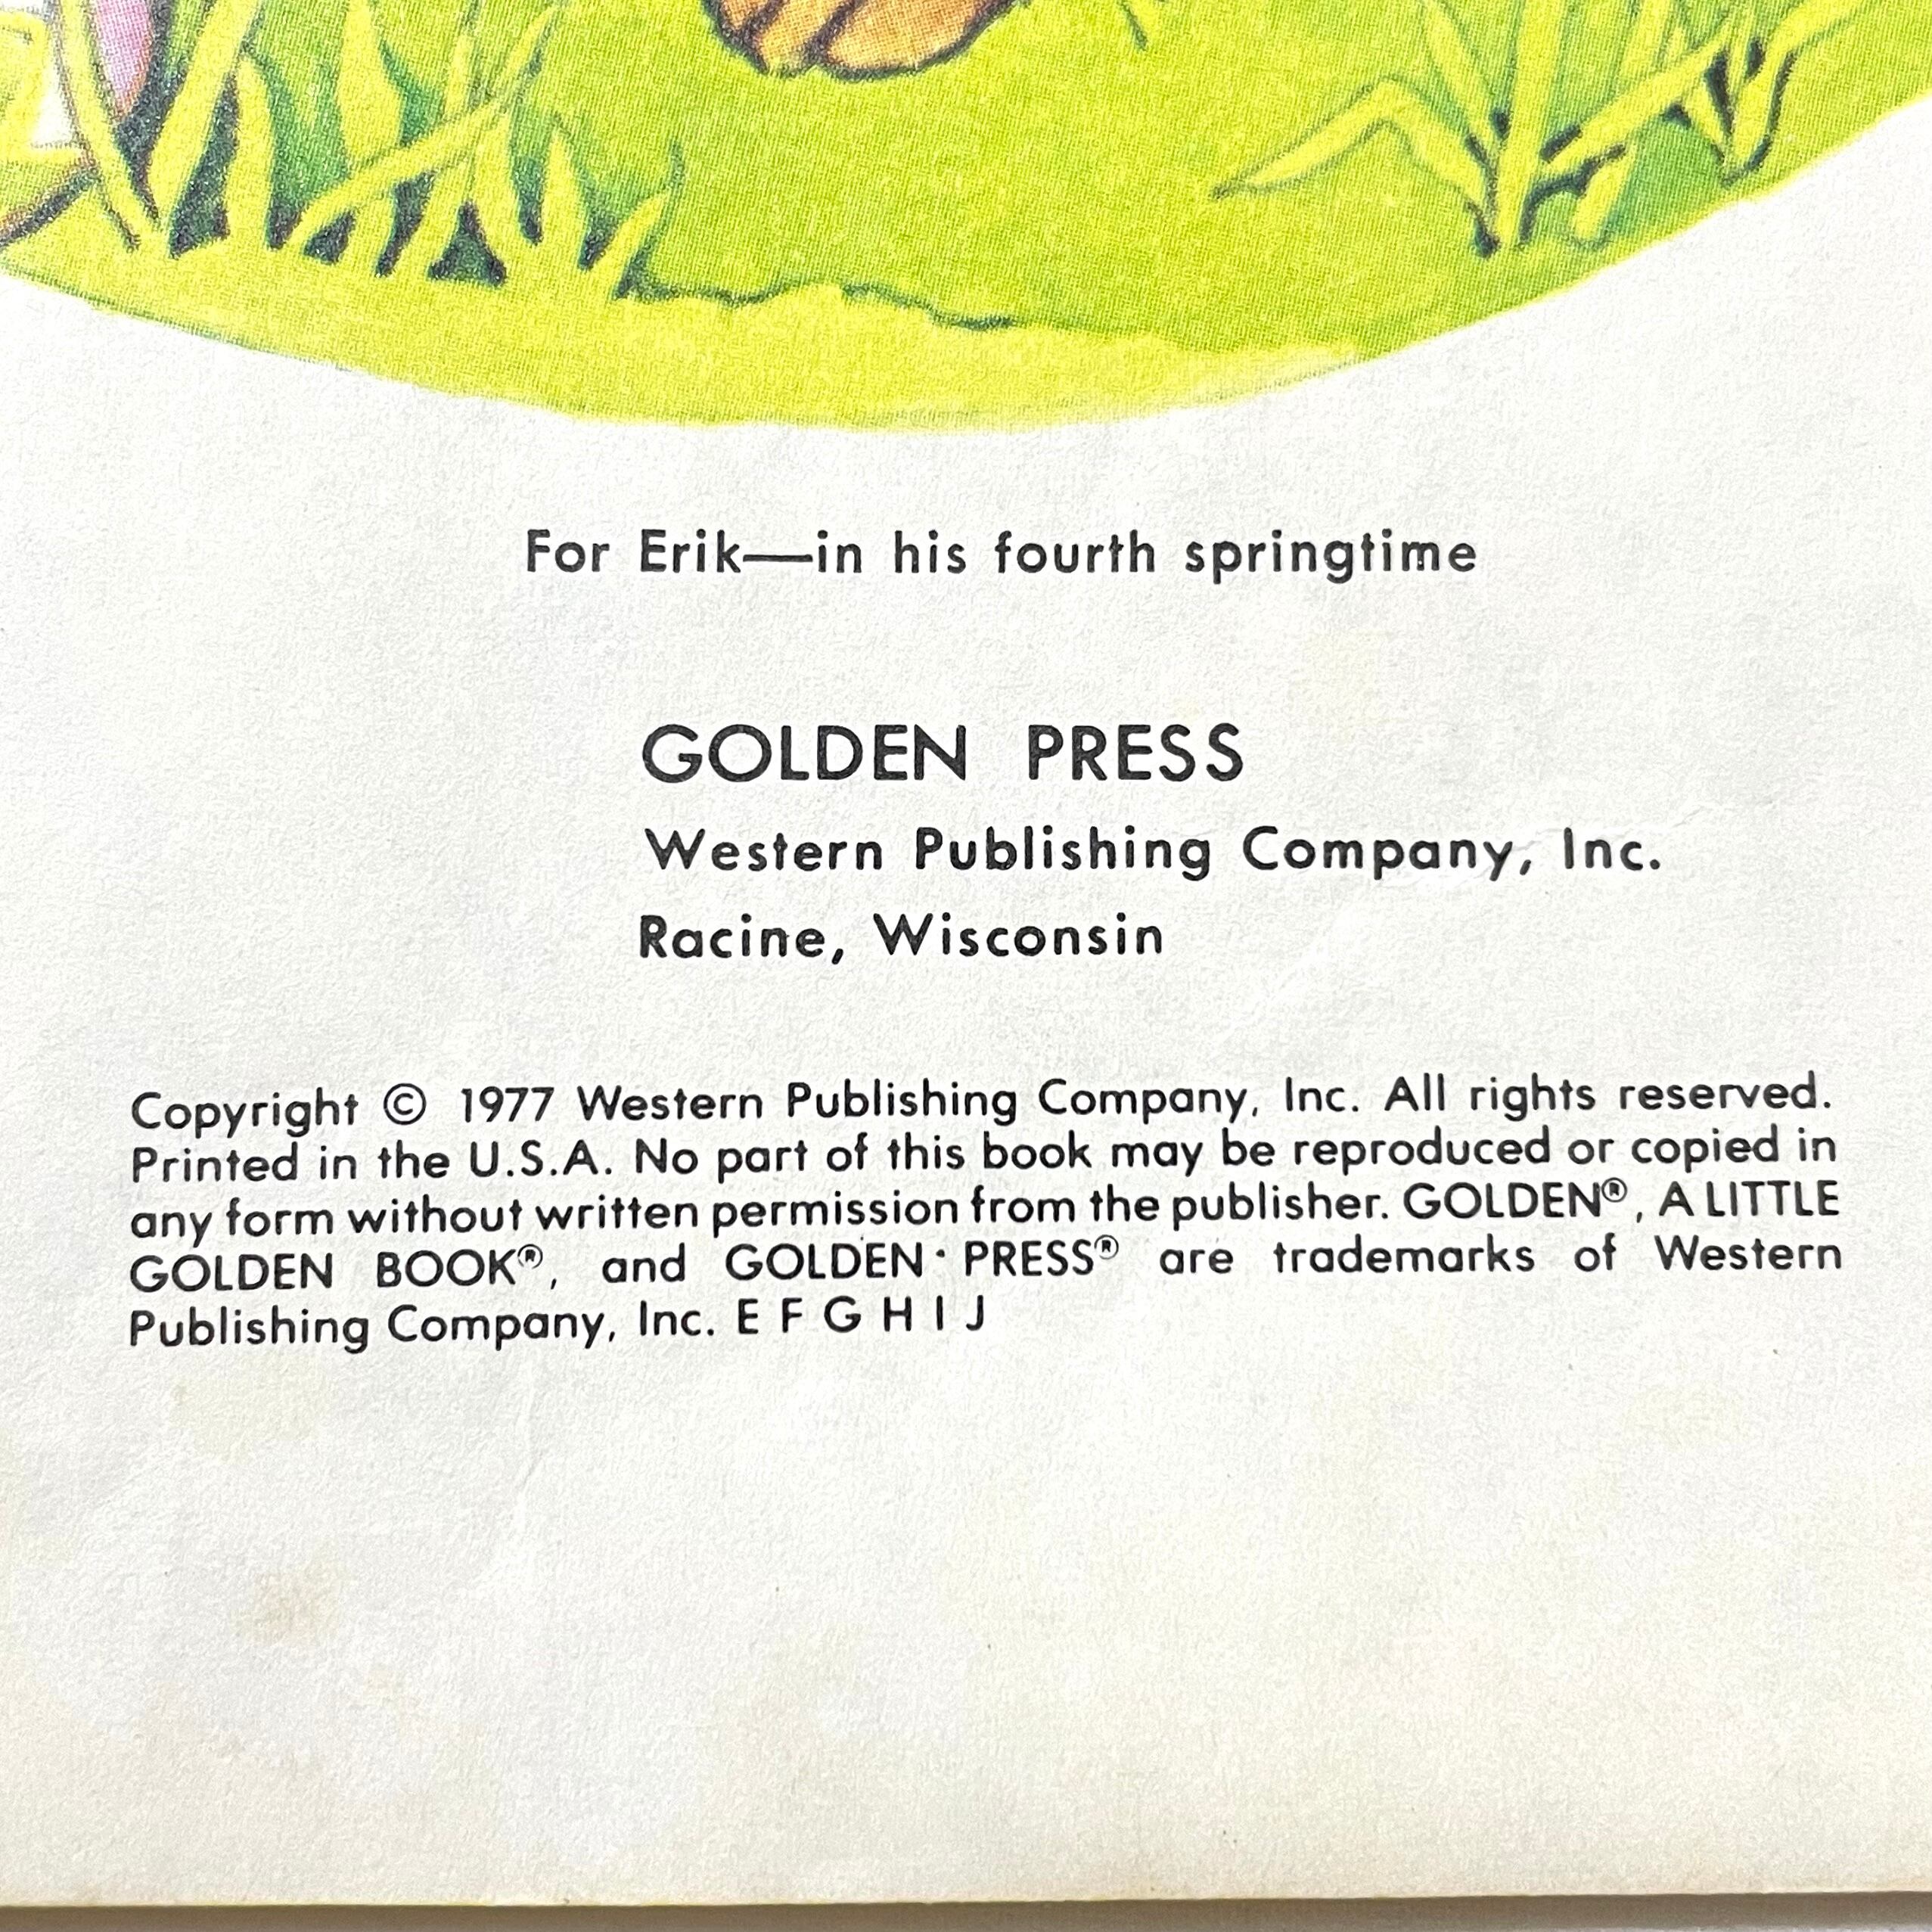 For Erik—in his fourth springtime
GOLDEN PRESS
Western Publishing Company, Inc.
Racine, Wisconsin
Copyright © 1977 Western Publishing Company, Inc. All rights reserved.
Printed in the U.S.A. No part of this book may be reproduced or copied in
any form without written permission from the publisher. GOLDEN®, A LITTLE
GOLDEN BOOK®, and GOLDEN · PRESS® are trademarks of Western
Publishing Company, Inc. E F G H I J